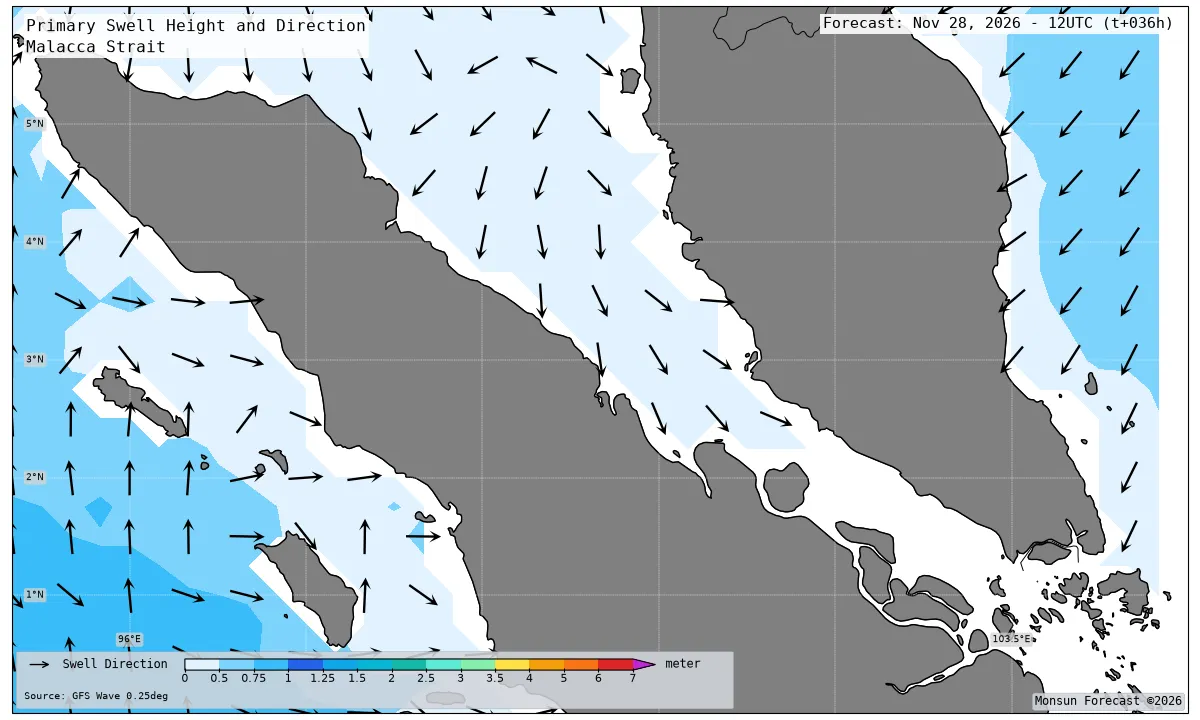 Primary Swell Height and Direction
Malacca Strait
Forecast: Nov 28, 2026 - 12UTC (t+036h)
5°N
4°N
3°N
2°N
1°N
96°E
103.5°E
Swell Direction
0 0.5 0.75 1 1.25 1.5 2 2.5 3 3.5 4 5 6 7
meter
Source: GFS Wave 0.25deg
Monsun Forecast ©2026